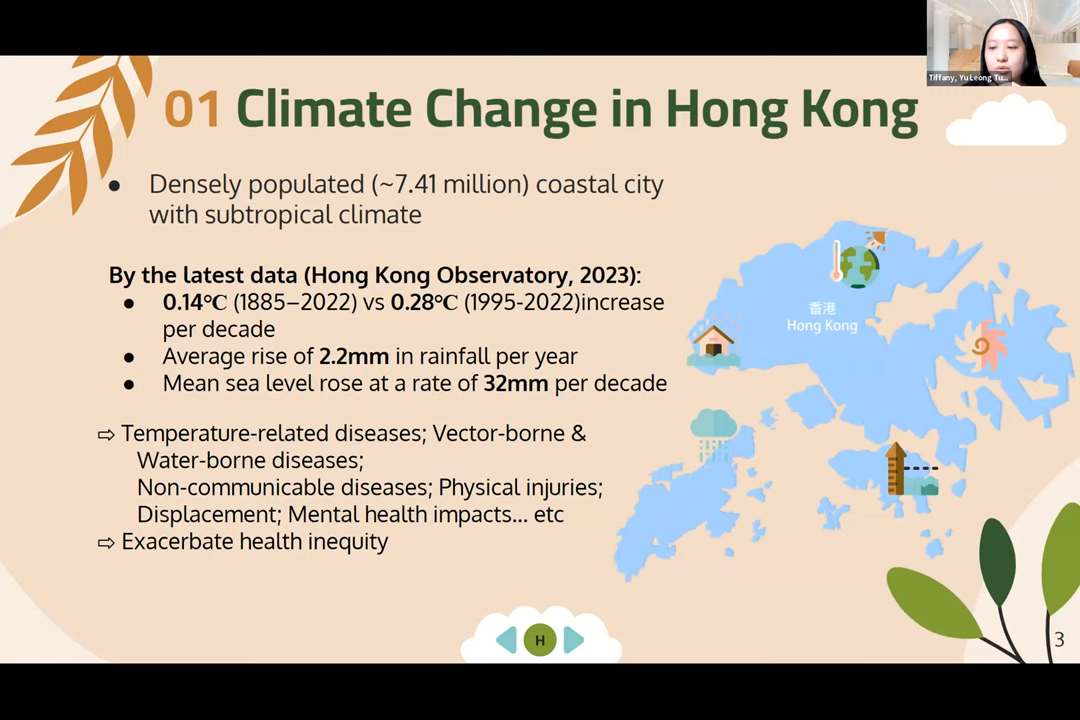 Tiffany, Yu Leong Tu...
01 Climate Change in Hong Kong
● Densely populated (~7.41 million) coastal city
with subtropical climate
By the latest data (Hong Kong Observatory, 2023):
● 0.14℃ (1885–2022) vs 0.28℃ (1995-2022)increase
per decade
● Average rise of 2.2mm in rainfall per year
● Mean sea level rose at a rate of 32mm per decade
⇨ Temperature-related diseases; Vector-borne &
Water-borne diseases;
Non-communicable diseases; Physical injuries;
Displacement; Mental health impacts... etc
⇨ Exacerbate health inequity
香港
Hong Kong
H
3